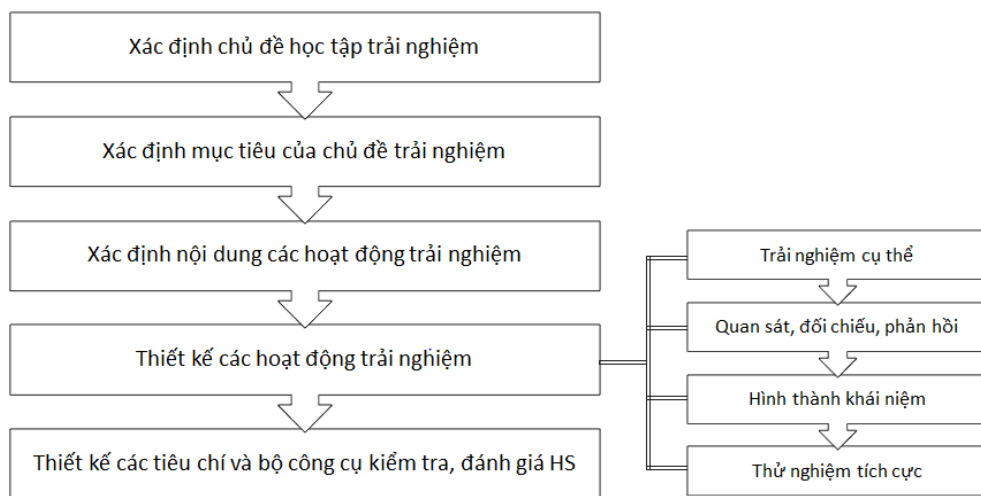 Xác định chủ đề học tập trải nghiệm
Xác định mục tiêu của chủ đề trải nghiệm
Xác định nội dung các hoạt động trải nghiệm
Thiết kế các hoạt động trải nghiệm
Thiết kế các tiêu chí và bộ công cụ kiểm tra, đánh giá HS
Trải nghiệm cụ thể
Quan sát, đối chiếu, phản hồi
Hình thành khái niệm
Thử nghiệm tích cực